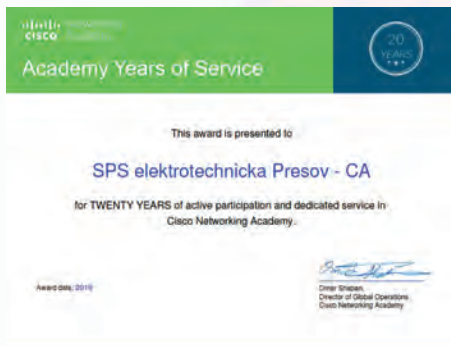 cisco
20
YEARS
Academy Years of Service
This award is presented to
SPS elektrotechnicka Presov - CA
for TWENTY YEARS of active participation and dedicated service in
Cisco Networking Academy.
Award date, 2019
Director of Global Operations
Cisco Networking Academy